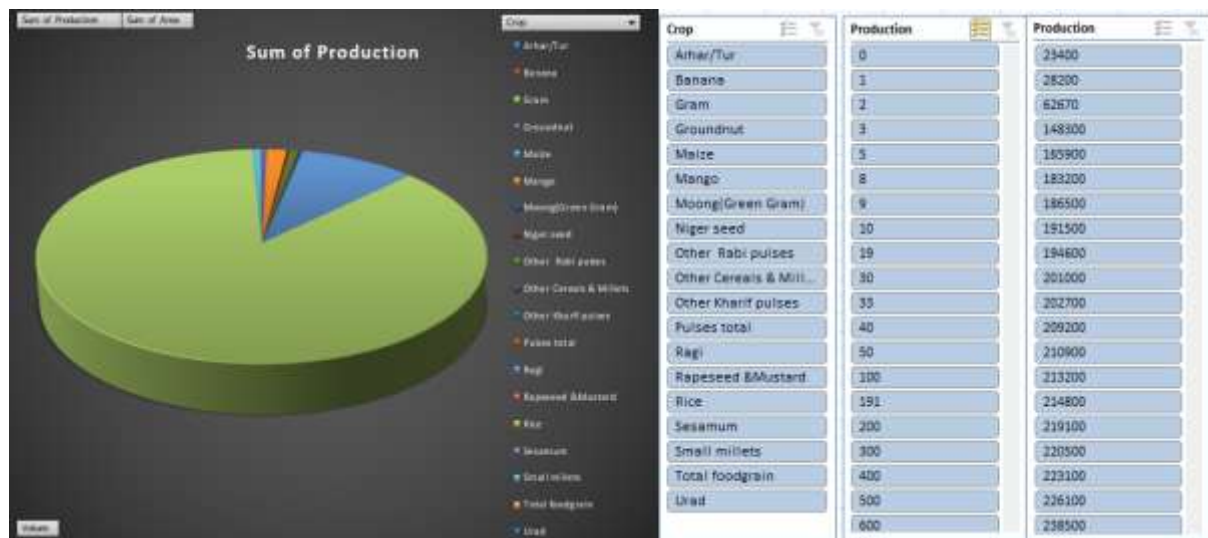 Sum of Production
Sum of Area
Sum of Production
Crop
Arhar/Tur
Banana
Gram
Groundnut
Maize
Mango
Moong(Green Gram)
Niger seed
Other Rabi pulses
Other Cereals & Millets
Other Kharif pulses
Pulses total
Ragi
Rapeseed &Mustard
Rice
Sesamum
Small millets
Total foodgrain
Urad
Values
Crop
Arhar/Tur
Banana
Gram
Groundnut
Maize
Mango
Moong(Green Gram)
Niger seed
Other Rabi pulses
Other Cereals & Mill...
Other Kharif pulses
Pulses total
Ragi
Rapeseed &Mustard
Rice
Sesamum
Small millets
Total foodgrain
Urad
Production
0
1
2
3
5
8
9
10
19
30
33
40
50
100
191
200
300
400
500
600
Production
23400
28200
62670
148300
165900
183200
186500
191500
194600
201000
202700
209200
210900
213200
214800
219100
220500
223100
226100
238500